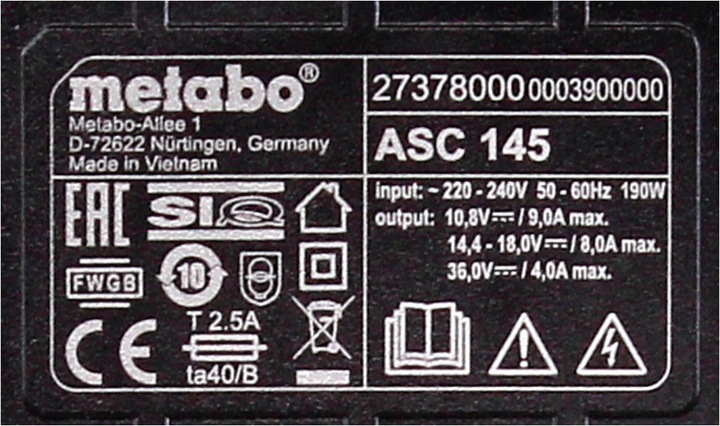 metabo®
Metabo-Allee 1
D-72622 Nürtingen, Germany
Made in Vietnam
27378000 0003900000
ASC 145
input: ~ 220 - 240V 50 - 60Hz 190W
output: 10,8V⎓ / 9,0A max.
14,4 - 18,0V⎓ / 8,0A max.
36,0V⎓ / 4,0A max.
EAC
SIQ
10
FWGB
CE
T 2.5A
ta40/B